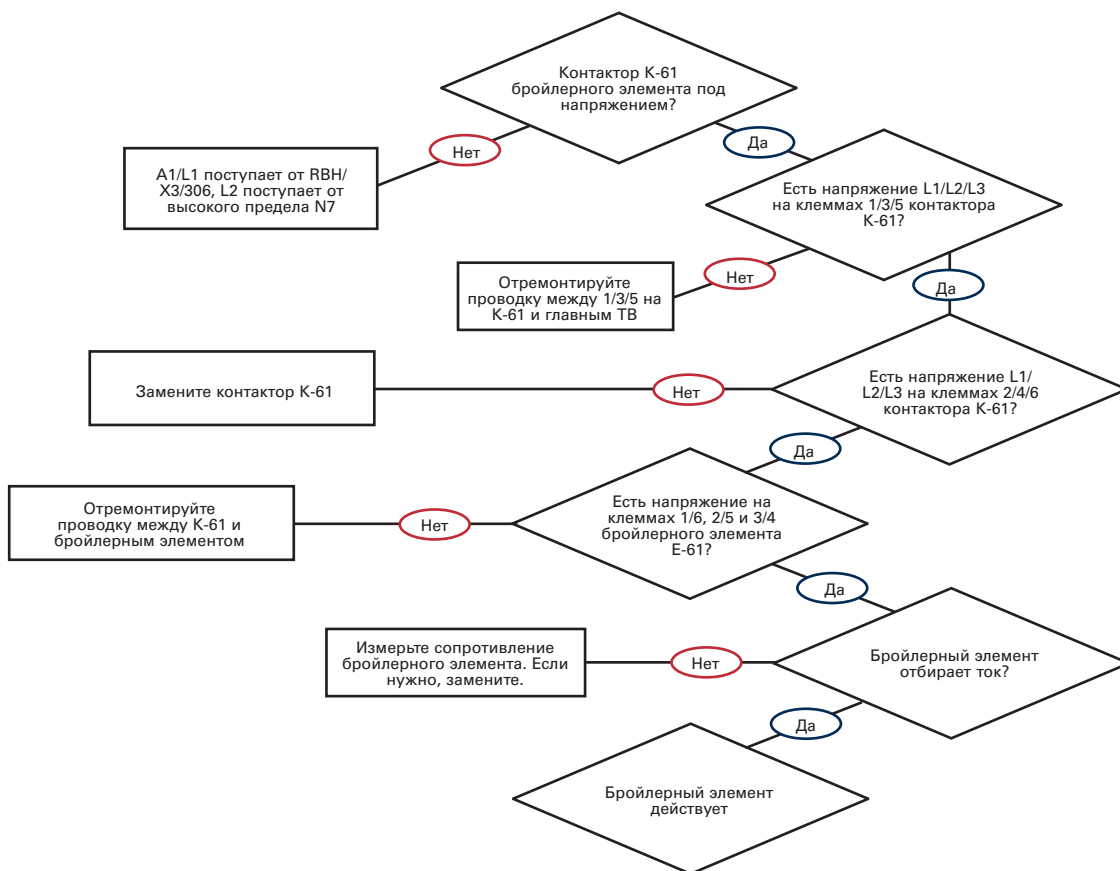 Контактор К-61
бройлерного элемента под
напряжением?
Нет
Да
A1/L1 поступает от RBH/
X3/306, L2 поступает от
высокого предела N7
Есть напряжение L1/L2/L3
на клеммах 1/3/5 контактора
К-61?
Нет
Да
Отремонтируйте
проводку между 1/3/5 на
К-61 и главным ТВ
Есть напряжение L1/
L2/L3 на клеммах 2/4/6
контактора К-61?
Нет
Замените контактор К-61
Да
Есть напряжение на
клеммах 1/6, 2/5 и 3/4
бройлерного элемента
Е-61?
Нет
Отремонтируйте
проводку между К-61 и
бройлерным элементом
Да
Бройлерный элемент
отбирает ток?
Нет
Измерьте сопротивление
бройлерного элемента. Если
нужно, замените.
Да
Бройлерный элемент
действует